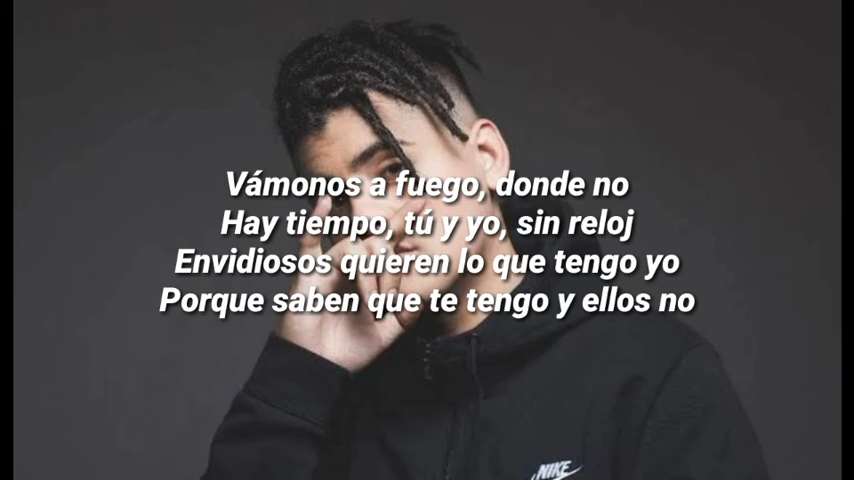 Vámonos a fuego, donde no
Hay tiempo, tú y yo, sin reloj
Envidiosos quieren lo que tengo yo
Porque saben que te tengo y ellos no
NIKE